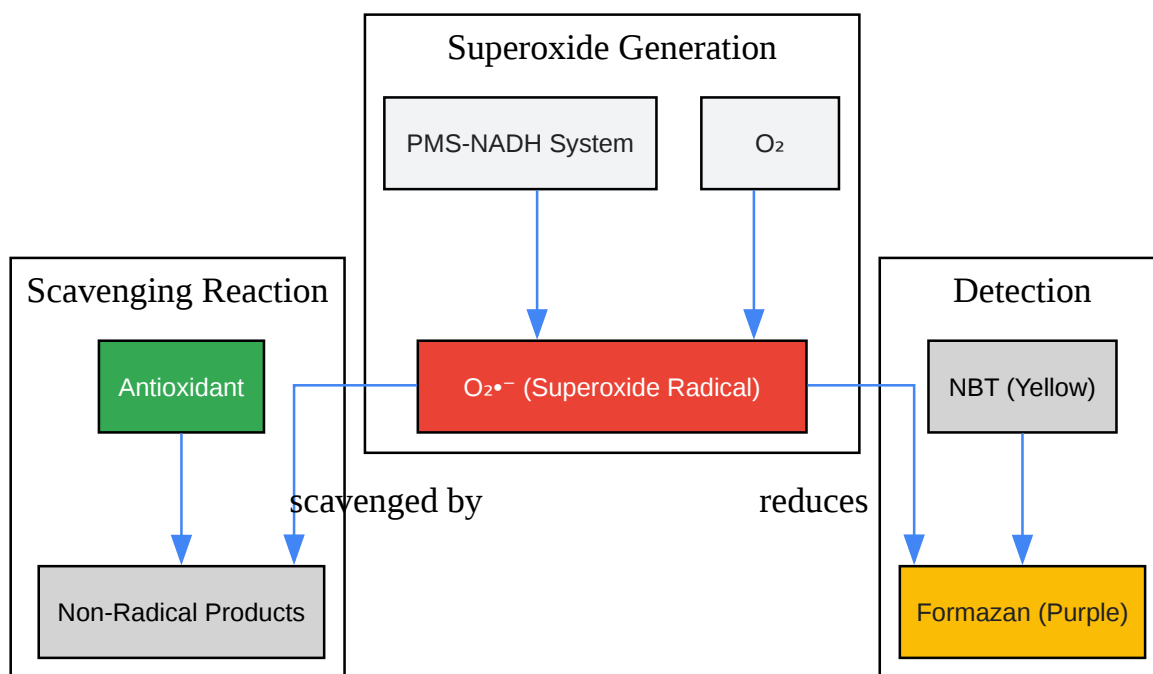 Superoxide Generation
PMS-NADH System
O₂
Scavenging Reaction
Antioxidant
O₂•⁻ (Superoxide Radical)
Detection
NBT (Yellow)
scavenged by
reduces
Non-Radical Products
Formazan (Purple)